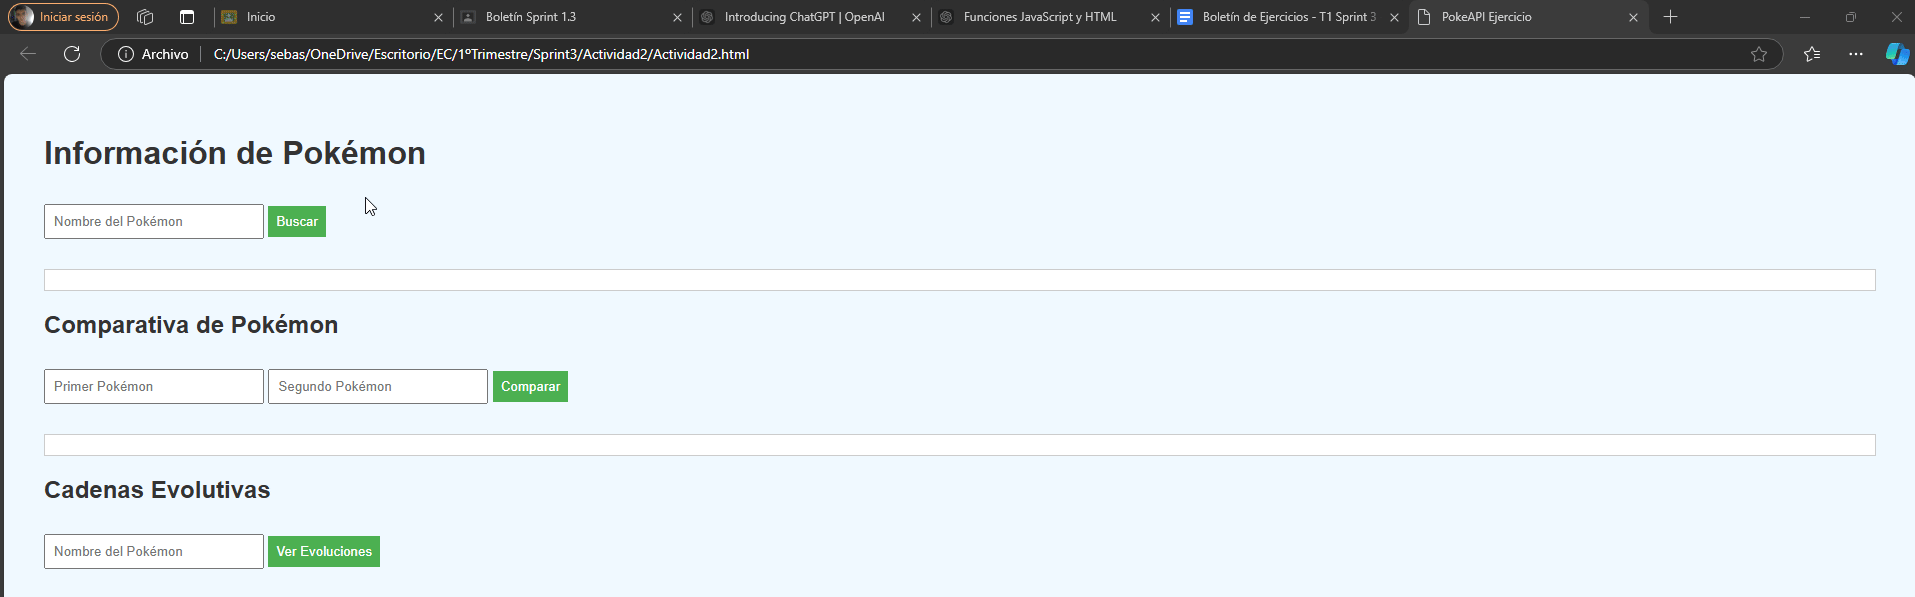 Iniciar sesión
Inicio
Boletín Sprint 1.3
Introducing ChatGPT | OpenAI
Funciones JavaScript y HTML
Boletín de Ejercicios - T1 Sprint 3
PokeAPI Ejercicio
Archivo
C:/Users/sebas/OneDrive/Escritorio/EC/1ºTrimestre/Sprint3/Actividad2/Actividad2.html
Información de Pokémon
Nombre del Pokémon
Buscar
Comparativa de Pokémon
Primer Pokémon
Segundo Pokémon
Comparar
Cadenas Evolutivas
Nombre del Pokémon
Ver Evoluciones